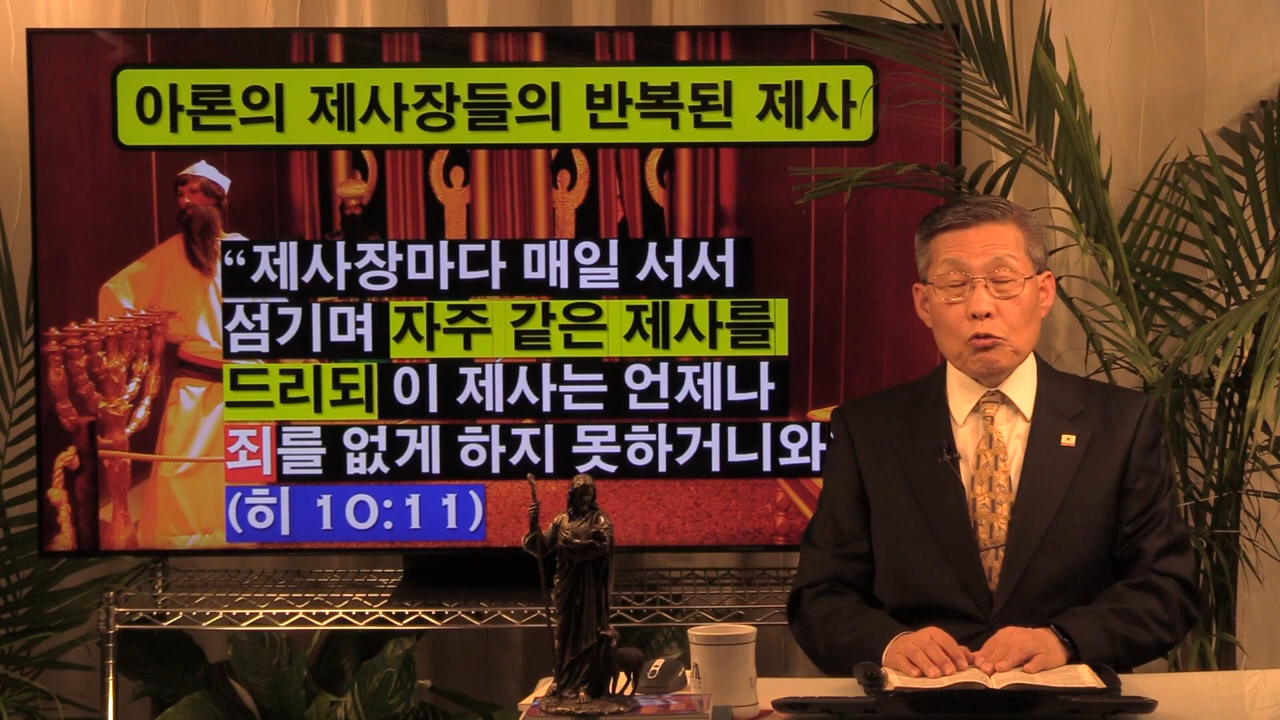 아론의 제사장들의 반복된 제사
“제사장마다 매일 서서
섬기며 자주 같은 제사를
드리되 이 제사는 언제나
죄를 없게 하지 못하거니와”
(히 10:11)